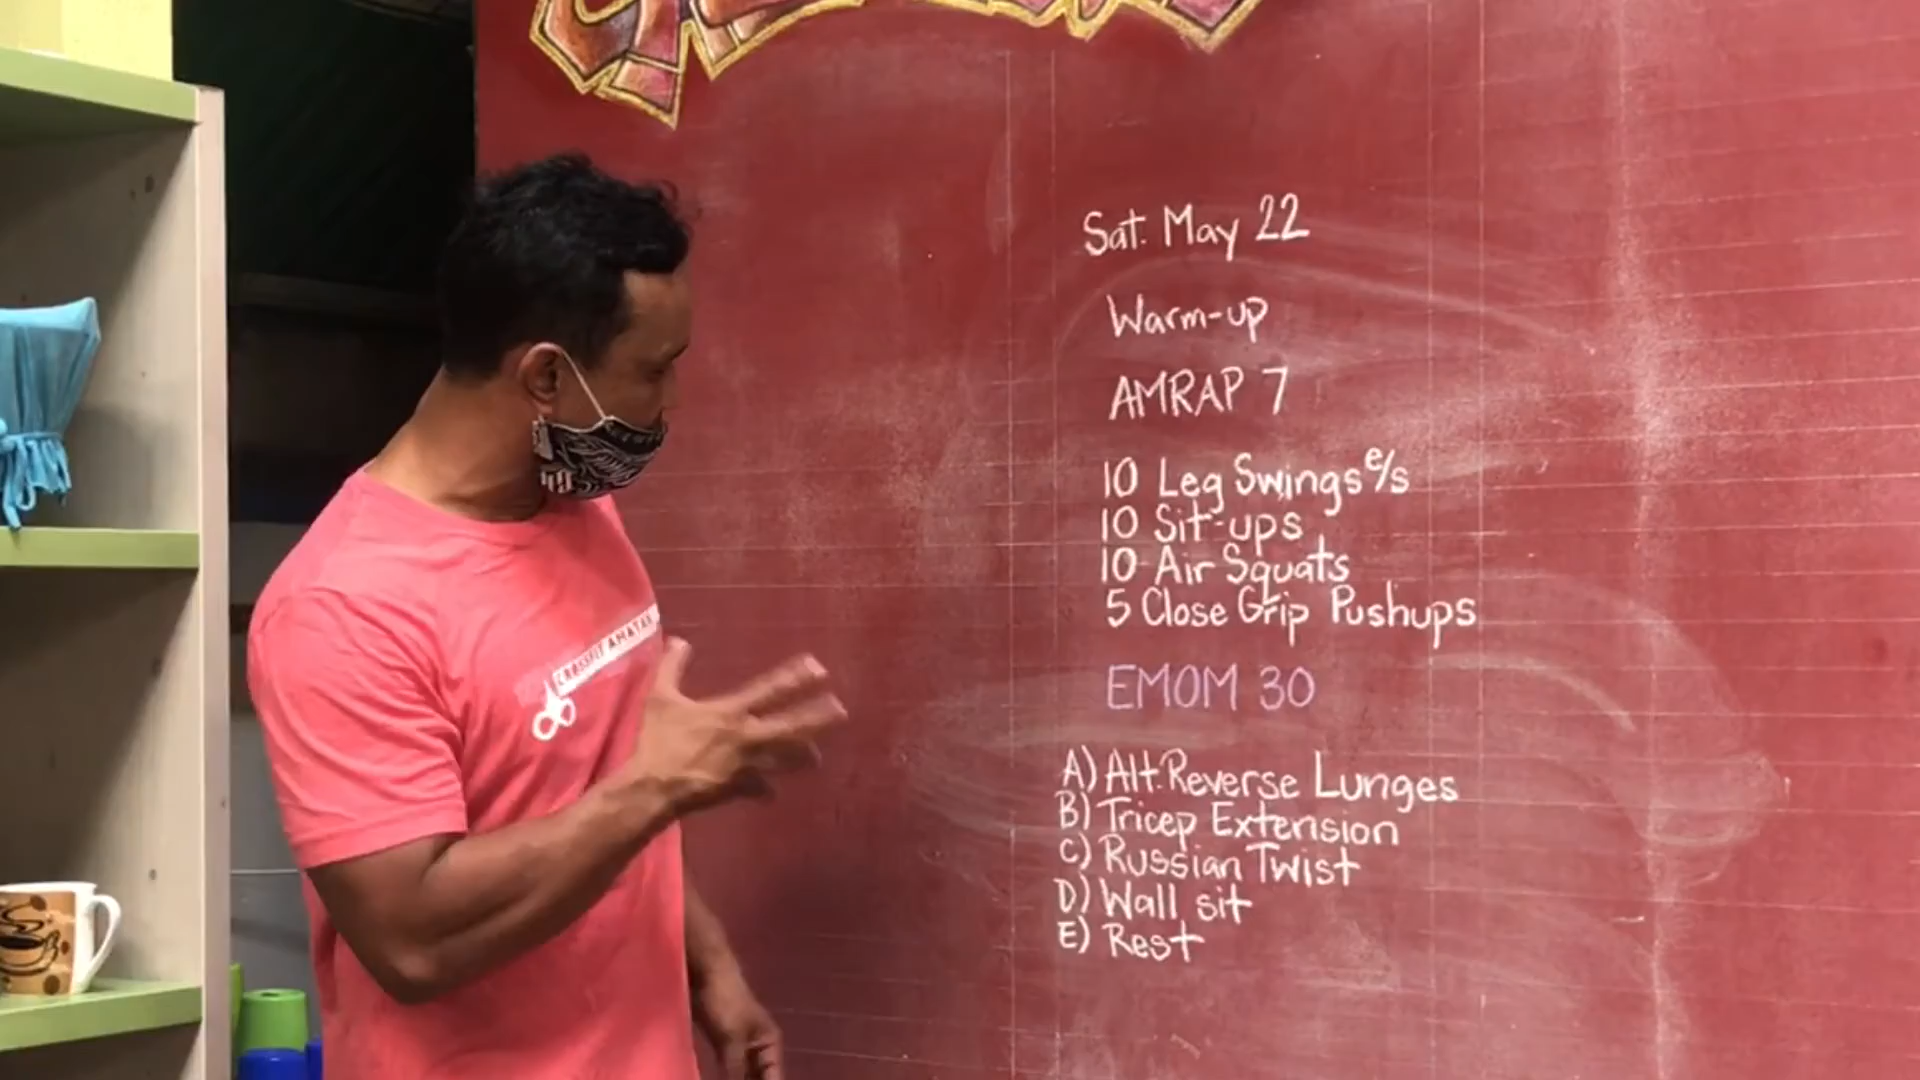 Sat. May 22
Warm-up
AMRAP 7
10 Leg Swings e/s
10 Sit-ups
10 Air Squats
5 Close Grip Pushups
EMOM 30
A) Alt. Reverse Lunges
B) Tricep Extension
C) Russian Twist
D) Wall sit
E) Rest
CROSSFIT